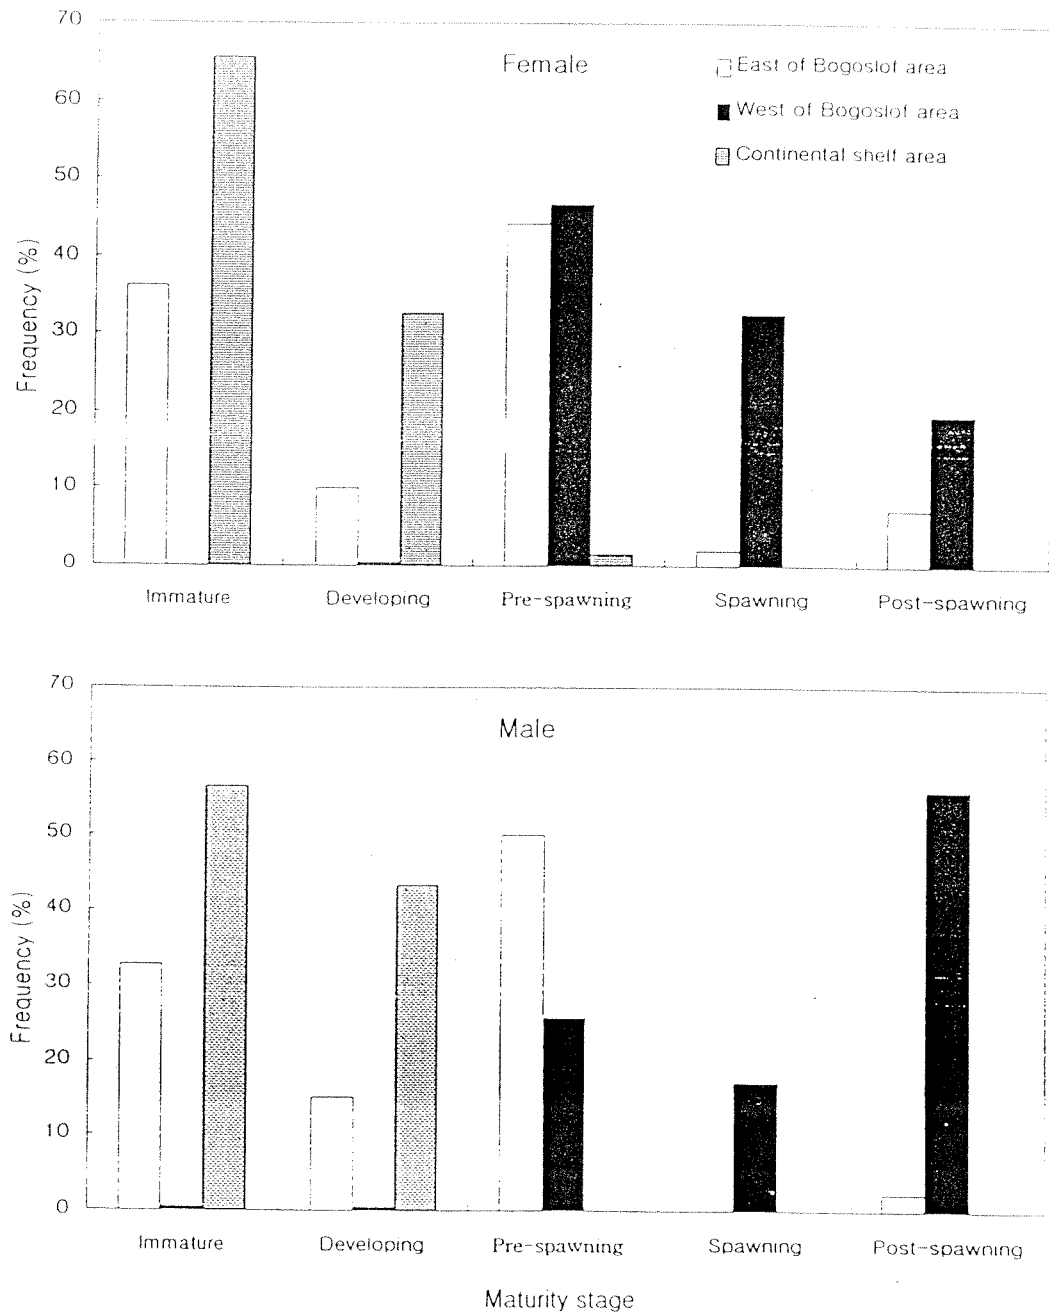 70
60
50
40
30
20
10
0
Frequency (%)
Female
East of Bogoslof area
West of Bogoslof area
Continental shelf area
Immature Developing Pre-spawning Spawning Post-spawning
70
60
50
40
30
20
10
0
Frequency (%)
Male
Immature Developing Pre-spawning Spawning Post-spawning
Maturity stage